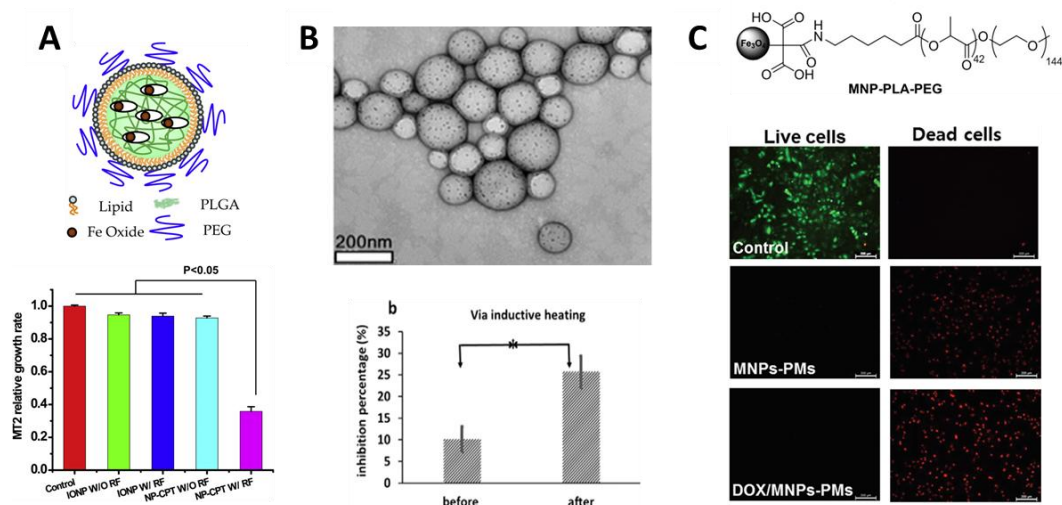 A
Lipid
PLGA
Fe Oxide
PEG
P<0.05
MT2 relative growth rate
1.0
0.8
0.6
0.4
0.2
0.0
Control
IONP W/O RF
IONP W/ RF
NP-CPT W/O RF
NP-CPT W/ RF
B
200nm
b
Via inductive heating
inhibition percentage (%)
35
30
25
20
15
10
5
0
*
before
after
C
HO
O
O
Fe₃O₄
N
H
O
OH
O
O
42
O
O
144
MNP-PLA-PEG
Live cells
Dead cells
Control
MNPs-PMs
DOX/MNPs-PMs